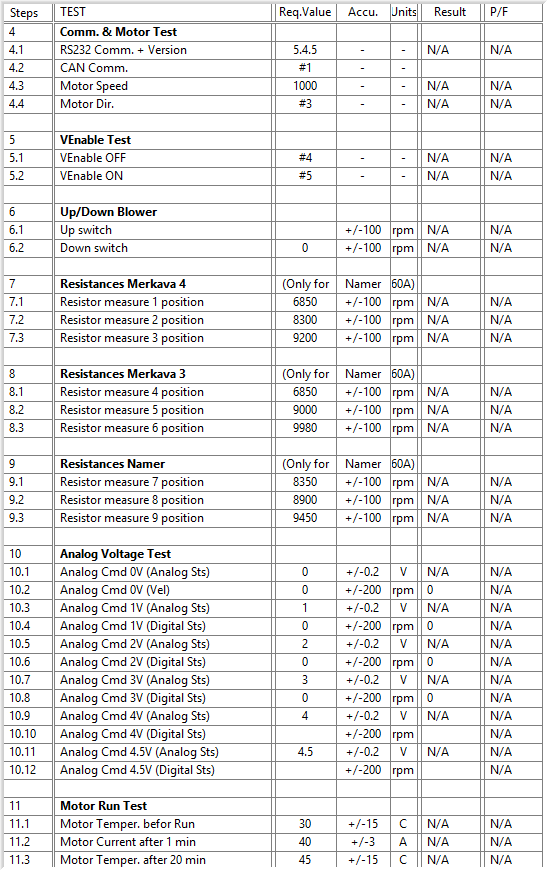 Steps TEST Req.Value Accu. Units Result P/F
4 Comm. & Motor Test
4.1 RS232 Comm. + Version 5.4.5 - - N/A N/A
4.2 CAN Comm. #1 - -
4.3 Motor Speed 1000 - - N/A N/A
4.4 Motor Dir. #3 - - N/A N/A
5 VEnable Test
5.1 VEnable OFF #4 - - N/A N/A
5.2 VEnable ON #5 - - N/A N/A
6 Up/Down Blower
6.1 Up switch +/-100 rpm N/A N/A
6.2 Down switch 0 +/-100 rpm N/A N/A
7 Resistances Merkava 4 (Only for Namer 60A)
7.1 Resistor measure 1 position 6850 +/-100 rpm N/A N/A
7.2 Resistor measure 2 position 8300 +/-100 rpm N/A N/A
7.3 Resistor measure 3 position 9200 +/-100 rpm N/A N/A
8 Resistances Merkava 3 (Only for Namer 60A)
8.1 Resistor measure 4 position 6850 +/-100 rpm N/A N/A
8.2 Resistor measure 5 position 9000 +/-100 rpm N/A N/A
8.3 Resistor measure 6 position 9980 +/-100 rpm N/A N/A
9 Resistances Namer (Only for Namer 60A)
9.1 Resistor measure 7 position 8350 +/-100 rpm N/A N/A
9.2 Resistor measure 8 position 8900 +/-100 rpm N/A N/A
9.3 Resistor measure 9 position 9450 +/-100 rpm N/A N/A
10 Analog Voltage Test
10.1 Analog Cmd 0V (Analog Sts) 0 +/-0.2 V N/A N/A
10.2 Analog Cmd 0V (Vel) 0 +/-200 rpm 0 N/A
10.3 Analog Cmd 1V (Analog Sts) 1 +/-0.2 V N/A N/A
10.4 Analog Cmd 1V (Digital Sts) 0 +/-200 rpm 0 N/A
10.5 Analog Cmd 2V (Analog Sts) 2 +/-0.2 V N/A N/A
10.6 Analog Cmd 2V (Digital Sts) 0 +/-200 rpm 0 N/A
10.7 Analog Cmd 3V (Analog Sts) 3 +/-0.2 V N/A N/A
10.8 Analog Cmd 3V (Digital Sts) 0 +/-200 rpm 0 N/A
10.9 Analog Cmd 4V (Analog Sts) 4 +/-0.2 V N/A N/A
10.10 Analog Cmd 4V (Digital Sts) +/-200 rpm N/A
10.11 Analog Cmd 4.5V (Analog Sts) 4.5 +/-0.2 V N/A N/A
10.12 Analog Cmd 4.5V (Digital Sts) +/-200 rpm N/A
11 Motor Run Test
11.1 Motor Temper. befor Run 30 +/-15 C N/A N/A
11.2 Motor Current after 1 min 40 +/-3 A N/A N/A
11.3 Motor Temper. after 20 min 45 +/-15 C N/A N/A